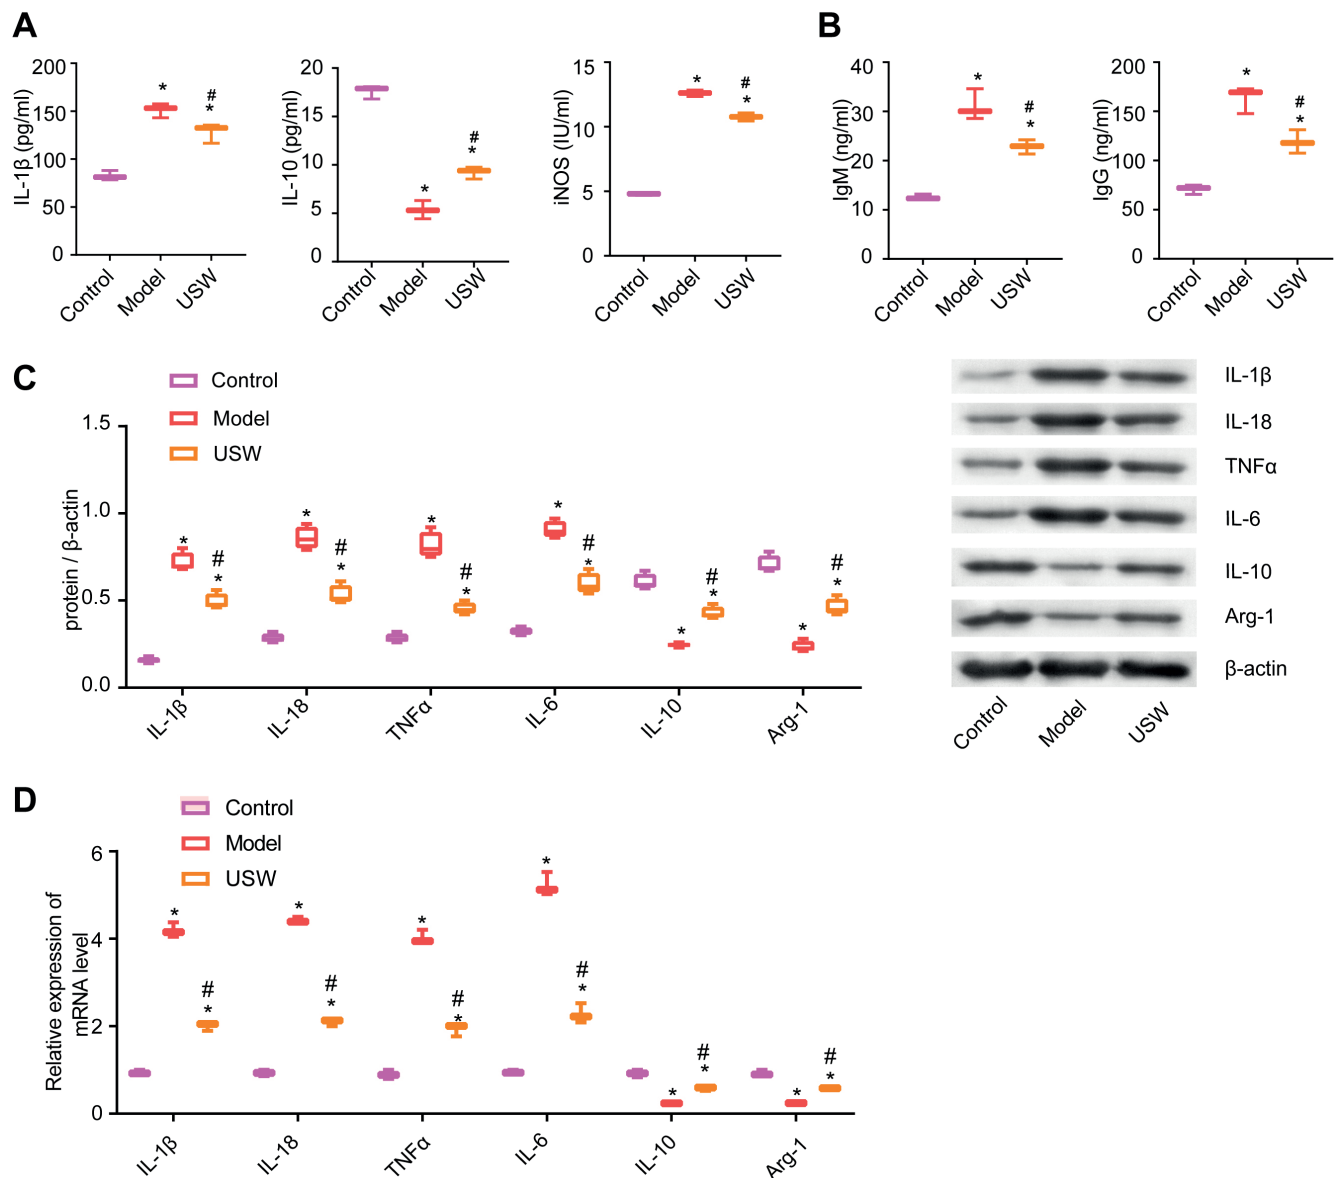 A
B
200
150
100
50
0
IL-1β (pg/ml)
*
#
*
Control
Model
USW
20
15
10
5
0
IL-10 (pg/ml)
*
#
*
Control
Model
USW
15
10
5
0
iNOS (IU/ml)
*
#
*
Control
Model
USW
40
30
20
10
0
IgM (ng/ml)
*
#
*
Control
Model
USW
200
150
100
50
0
IgG (ng/ml)
*
#
*
Control
Model
USW
C
Control
Model
USW
1.5
1.0
0.5
0.0
protein / β-actin
*
#
*
*
#
*
*
#
*
*
#
*
*
#
*
*
#
*
IL-1β
IL-18
TNFα
IL-6
IL-10
Arg-1
IL-1β
IL-18
TNFα
IL-6
IL-10
Arg-1
β-actin
Control
Model
USW
D
Control
Model
USW
6
4
2
0
Relative expression of
mRNA level
*
#
*
*
#
*
*
#
*
*
#
*
*
#
*
*
#
*
IL-1β
IL-18
TNFα
IL-6
IL-10
Arg-1